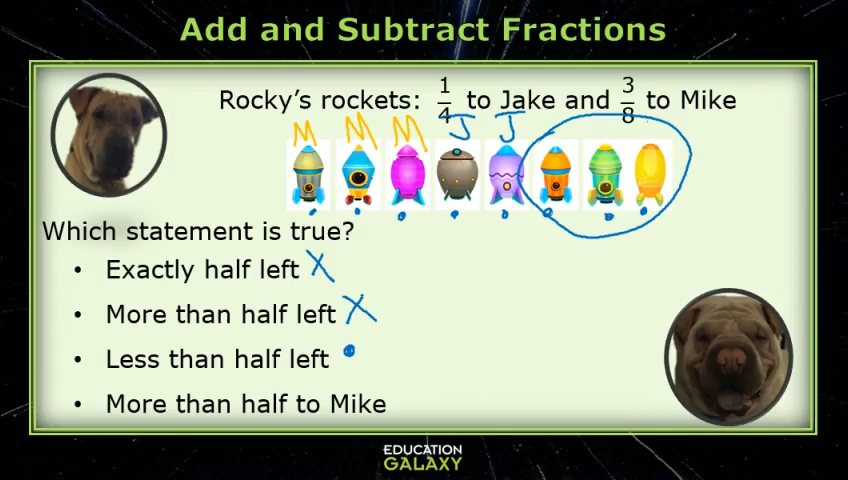 Add and Subtract Fractions
Rocky's rockets: 1/4 to Jake and 3/8 to Mike
M M M J J
Which statement is true?
• Exactly half left X
• More than half left X
• Less than half left
• More than half to Mike
EDUCATION
GALAXY